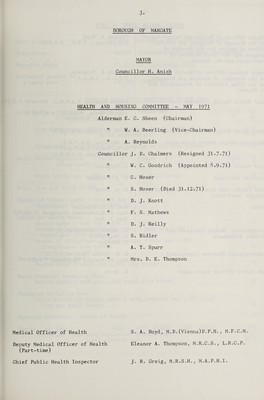 3.
BOROUGH OF MARGATE
MAYOR
Councillor H. Anish
HEALTH AND HOUSING COMMITTEE - MAY 1971
Alderman E. C. Sheen (Chairman)
" W. A. Beerling (Vice-Chairman)
" A. Reynolds
Councillor J. D. Chalmers (Resigned 31.7.71)
" W. C. Goodrich (Appointed 8.9.71)
" C. Hoser
" S. Hoser (Died 31.12.71)
" D. J. Knott
" F. S. Mathews
" D. J. Reilly
" S. Ridler
" A. T. Spurr
" Mrs. D. E. Thompson
Medical Officer of Health S. A. Boyd, M.D.(Vienna)D.P.H., M.F.C.M.
Deputy Medical Officer of Health Eleanor A. Thompson, M.R.C.S., L.R.C.P.
(Part-time)
Chief Public Health Inspector J. H. Greig, M.R.S.H., M.A.P.H.I.